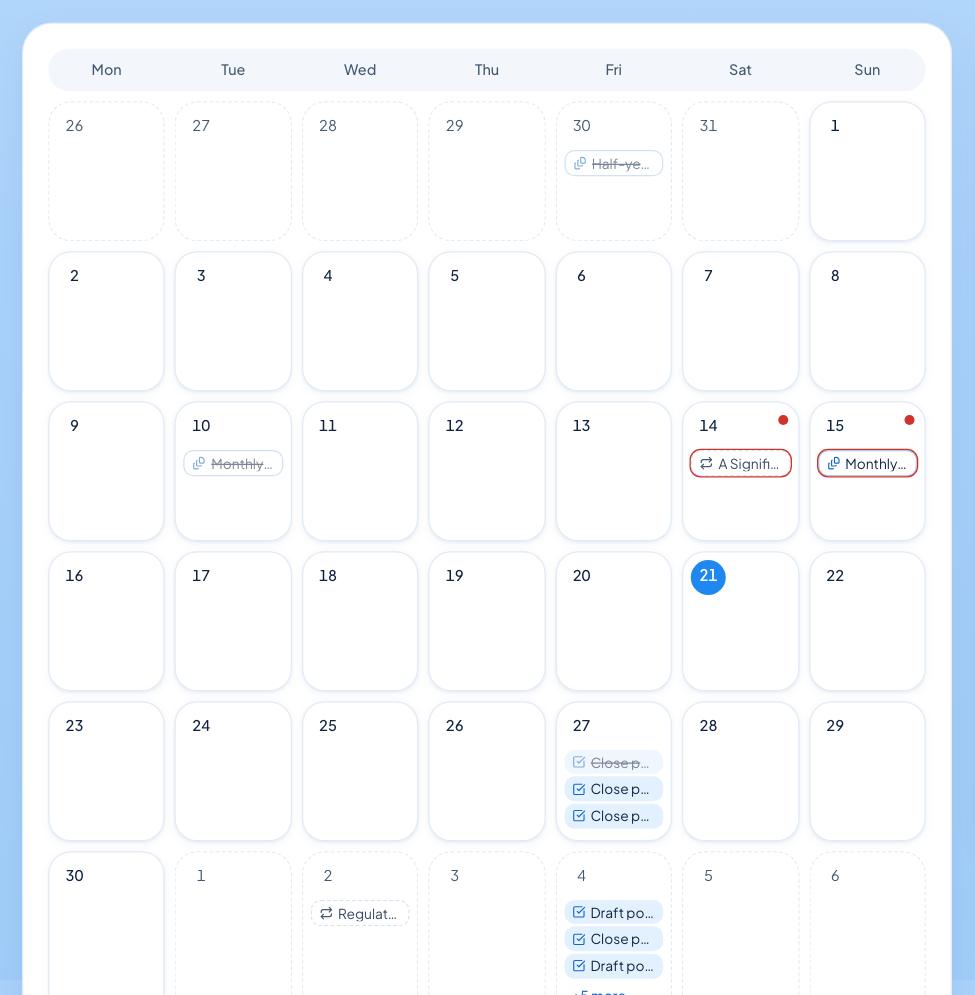 Mon Tue Wed Thu Fri Sat Sun
26 27 28 29 30 31 1
Half-ye...
2 3 4 5 6 7 8
9 10 11 12 13 14 15
Monthly... A Signifi... Monthly...
16 17 18 19 20 21 22
23 24 25 26 27 28 29
Close p...
Close p...
Close p...
30 1 2 3 4 5 6
Regulat... Draft po...
Close p...
Draft po...
+5 more